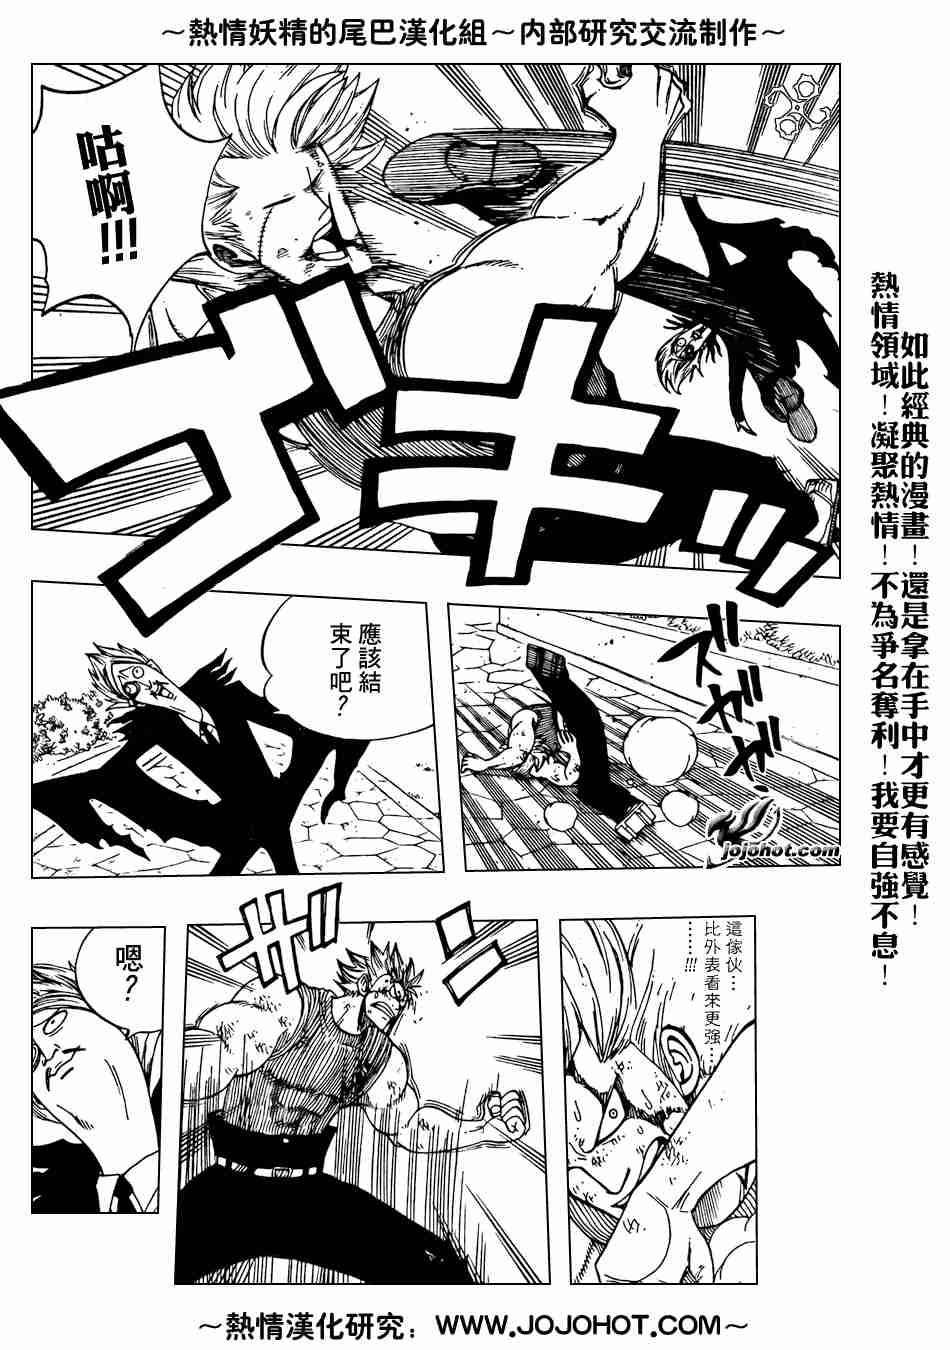 ~熱情妖精的尾巴漢化組~内部研究交流制作~
咕啊!!!
ゴキッ
如此經典的漫畫!還是拿在手中才更有感覺!
熱情領域!凝聚熱情!不為爭名奪利!我要自強不息!
ズズズ
應該結
束了吧?
jojohot.com
這傢伙…
比外表看來更強…
……!!!
ザッ
嗯?
~熱情漢化研究：WWW.JOJOHOT.COM~